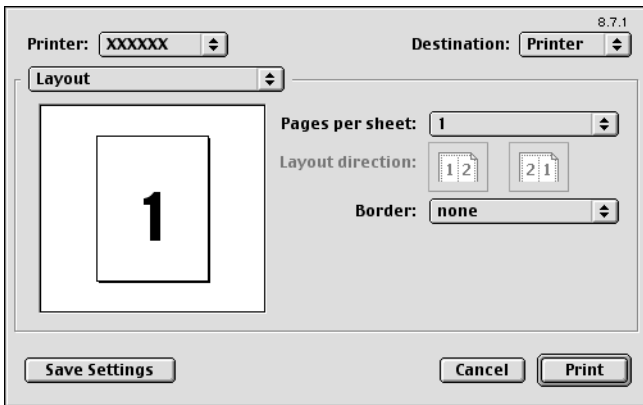 8.7.1
Printer: XXXXXX Destination: Printer
Layout
Pages per sheet: 1
Layout direction: 1 2 2 1
1
Border: none
Save Settings Cancel Print